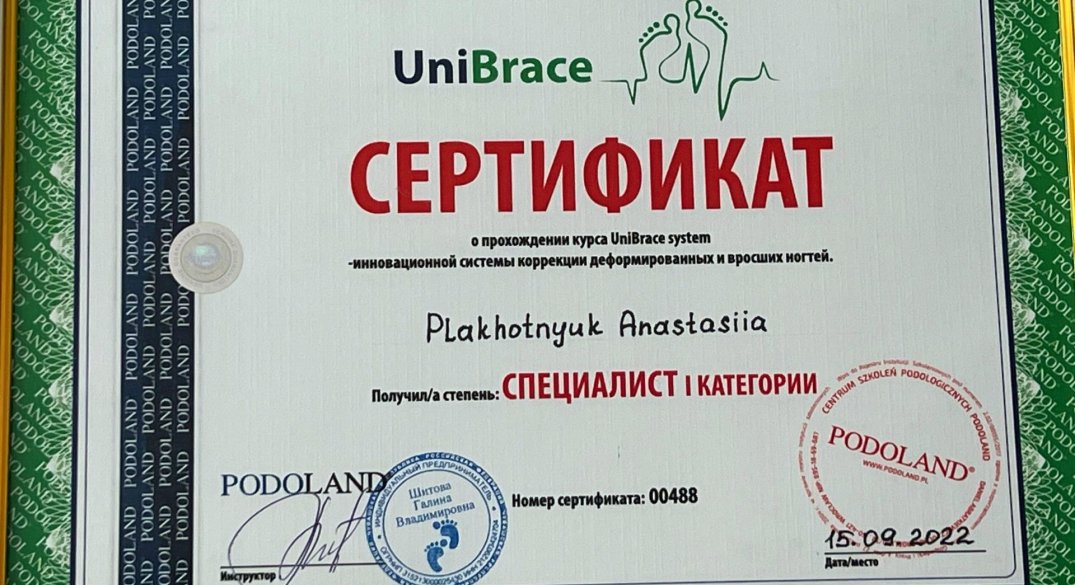 UniBrace
СЕРТИФИКАТ
о прохождении курса UniBrace system
-инновационной системы коррекции деформированных и вросших ногтей.
Plakhotnyuk Anastasiia
Получил/а степень: СПЕЦИАЛИСТ I КАТЕГОРИИ
CENTRUM SZKOLEŃ PODOLOGICZNYCH PODOLAND
PODOLAND®
WWW.PODOLAND.PL
PODOLAND
ИНДИВИДУАЛЬНЫЙ ПРЕДПРИНИМАТЕЛЬ
Шитова
Галина
Владимировна
Номер сертификата: 00488
15.09.2022
Инструктор
Дата/место